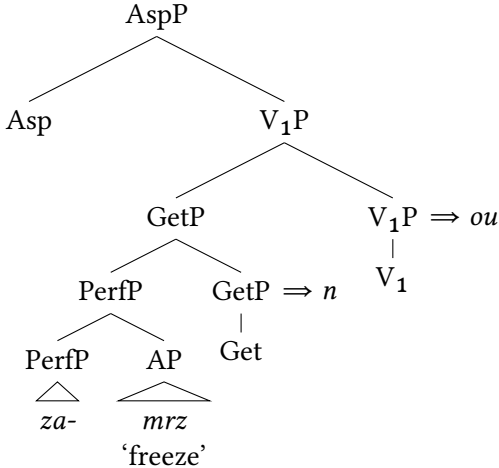 AspP
Asp V₁P
GetP V₁P ⇒ ou
PerfP GetP ⇒ n V₁
PerfP AP Get
za- mrz
‘freeze’